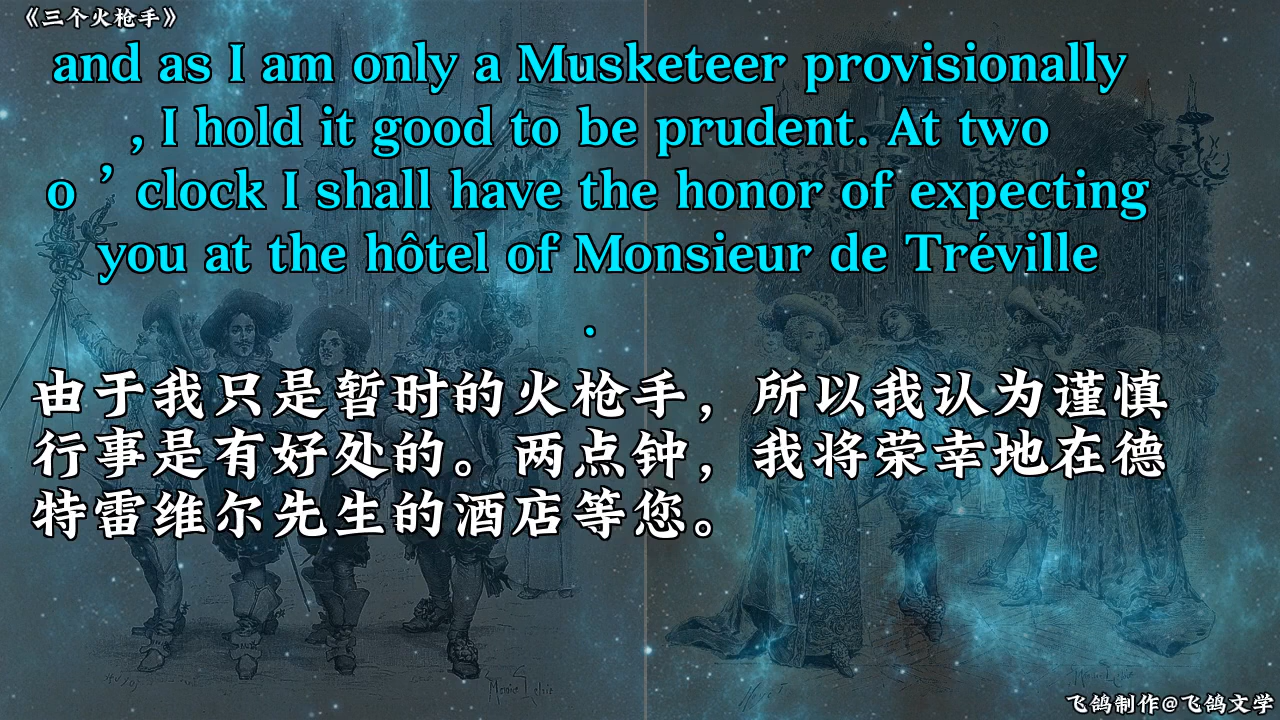 《三个火枪手》
and as I am only a Musketeer provisionally
, I hold it good to be prudent. At two
o ’ clock I shall have the honor of expecting
you at the hôtel of Monsieur de Tréville
.
由于我只是暂时的火枪手，所以我认为谨慎
行事是有好处的。两点钟，我将荣幸地在德
特雷维尔先生的酒店等您。
飞鸽制作@飞鸽文学